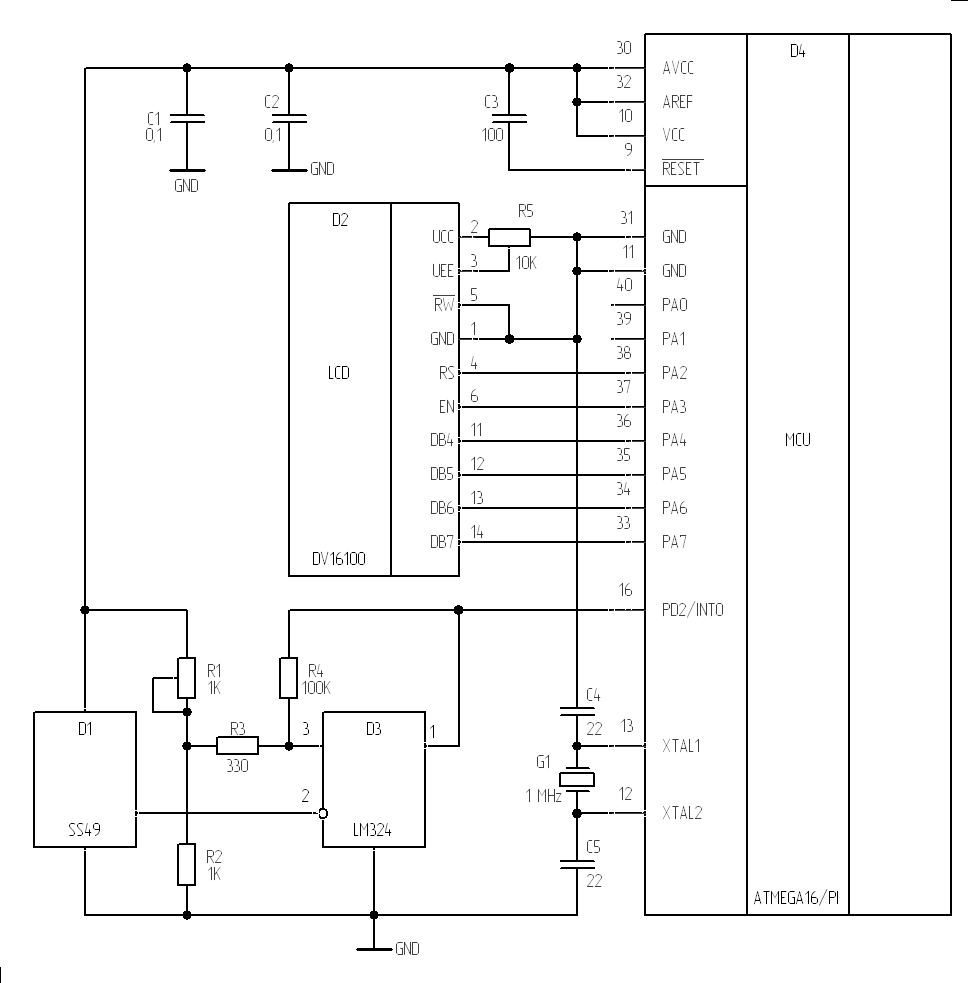 30
D4
AVCC
32
AREF
C1
0,1
C2
0,1
C3
100
10
VCC
9
RESET
GND
GND
D2
R5
10K
31
GND
UCC 2
11
GND
UEE 3
40
PA0
RW 5
39
PA1
GND 1
38
PA2
LCD
RS 4
37
PA3
EN 6
36
PA4
MCU
DB4 11
35
PA5
DB5 12
34
PA6
DB6 13
33
PA7
DB7 14
DV16100
16
PD2/INT0
R1
1K
R4
100K
C4
22
D1
R3
330
3
D3
1
13
XTAL1
G1
1 MHz
2
12
XTAL2
SS49
LM324
R2
1K
C5
22
ATMEGA16/PI
GND